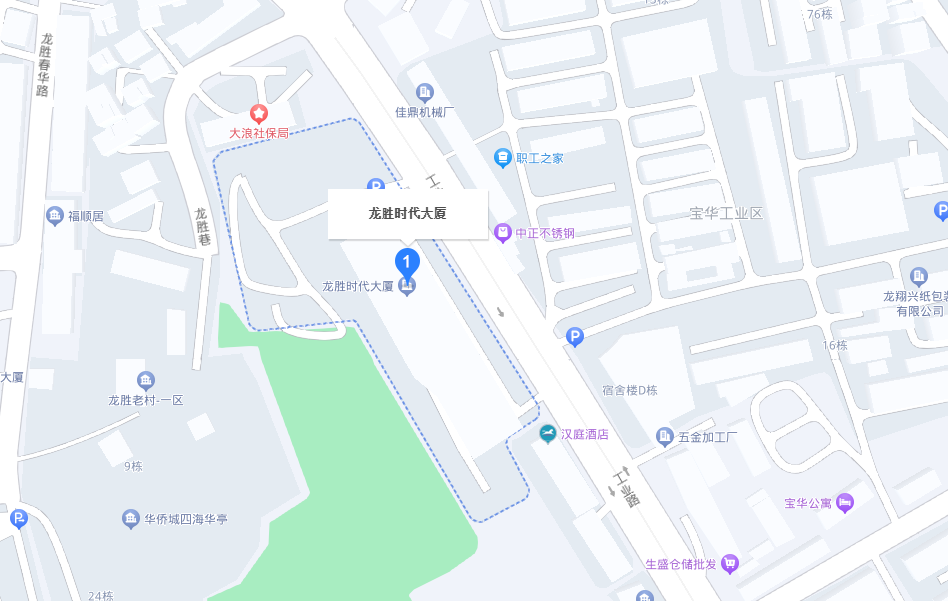 13栋
76栋
龙胜春华路
佳鼎机械厂
大浪社保局
职工之家
P
工
龙胜时代大厦
宝华工业区
福顺居
龙胜巷
中正不锈钢
P
1
龙胜时代大厦
龙翔兴纸包装
有限公司
P
16栋
大厦
宿舍楼D栋
龙胜老村-一区
汉庭酒店
五金加工厂
9栋
工业路
宝华公寓
P
华侨城四海华亭
生盛仓储批发
24栋